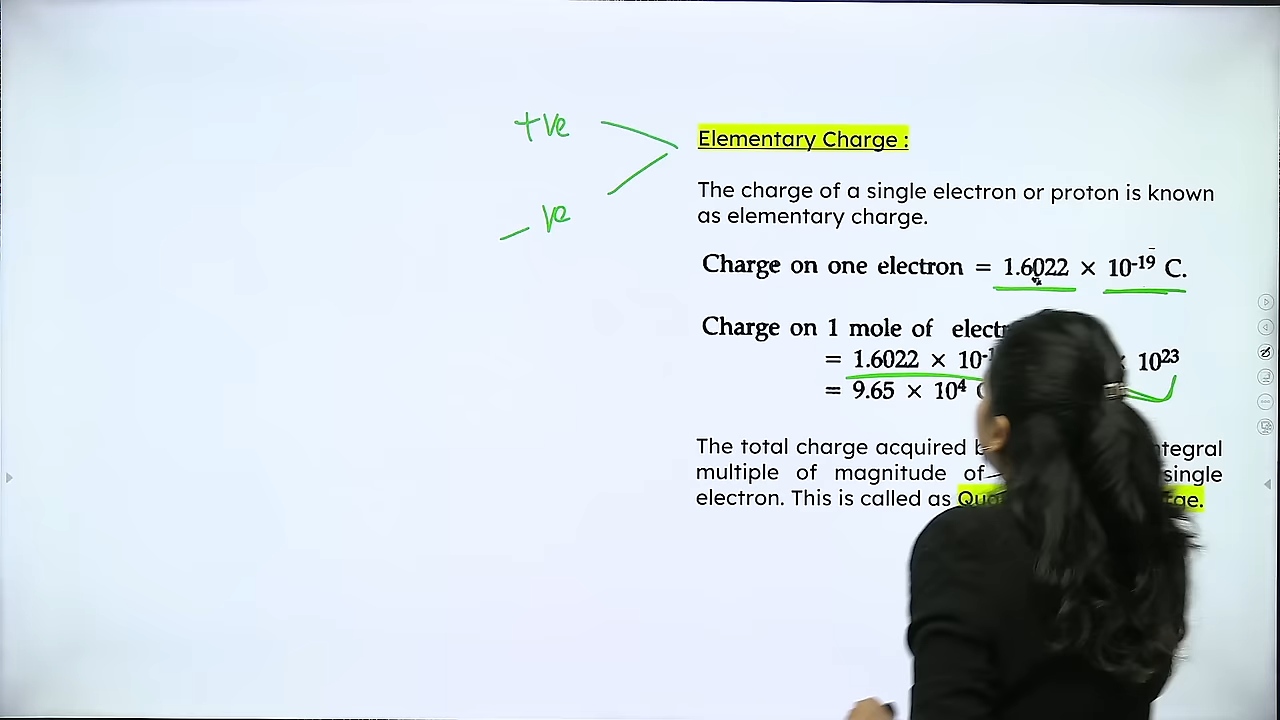 +ve
- ve
Elementary Charge :
The charge of a single electron or proton is known
as elementary charge.
Charge on one electron = 1.6022 × 10-19 C.
Charge on 1 mole of
= 1.6022 × 1023
= 9.65 × 104
The total charge acquired
multiple of magnitude of single
electron. This is called as